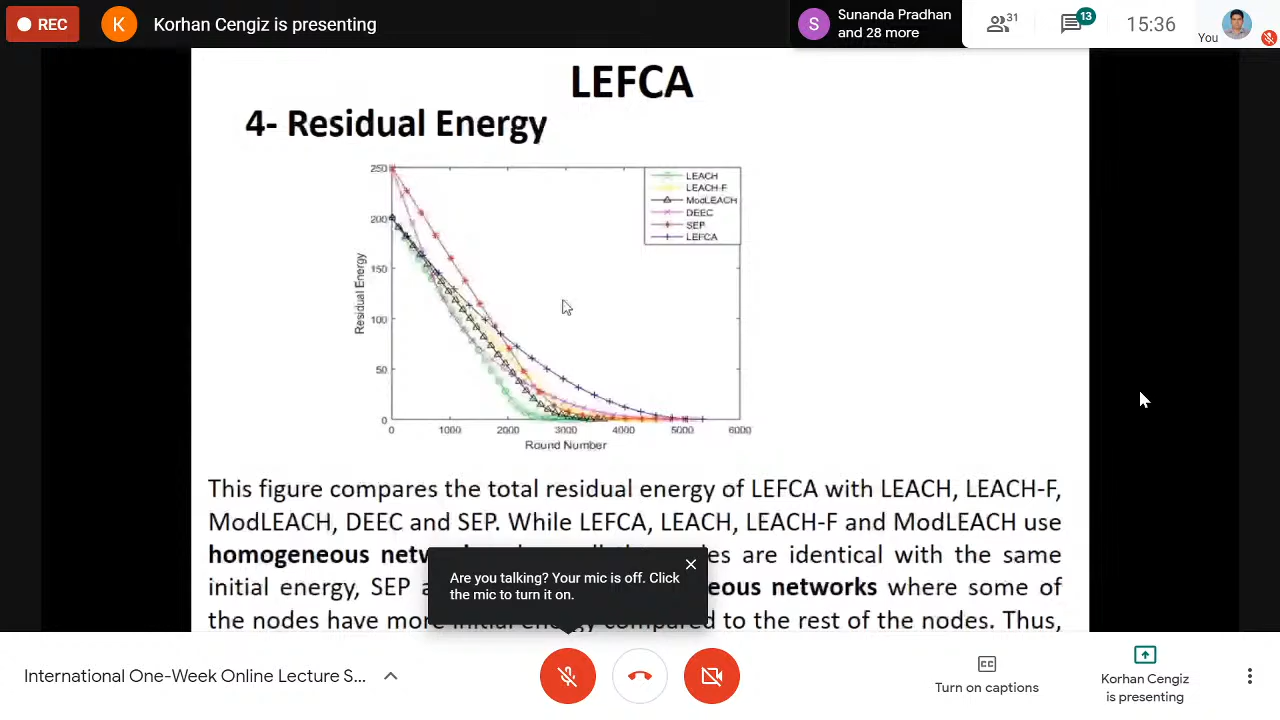 REC
K
Korhan Cengiz is presenting
S
Sunanda Pradhan
and 28 more
31
13
15:36
You
LEFCA
4- Residual Energy
250
200
150
100
50
0
Residual Energy
LEACH
LEACH-F
ModLEACH
DEEC
SEP
LEFCA
0 1000 2000 3000 4000 5000 6000
Round Number
This figure compares the total residual energy of LEFCA with LEACH, LEACH-F,
ModLEACH, DEEC and SEP. While LEFCA, LEACH, LEACH-F and ModLEACH use
homogeneous are identical with the same
initial energy, SEP networks where some of
the nodes have more initial energy compared to the rest of the nodes. Thus,
Are you talking? Your mic is off. Click
the mic to turn it on.
International One-Week Online Lecture S...
CC
Turn on captions
Korhan Cengiz
is presenting